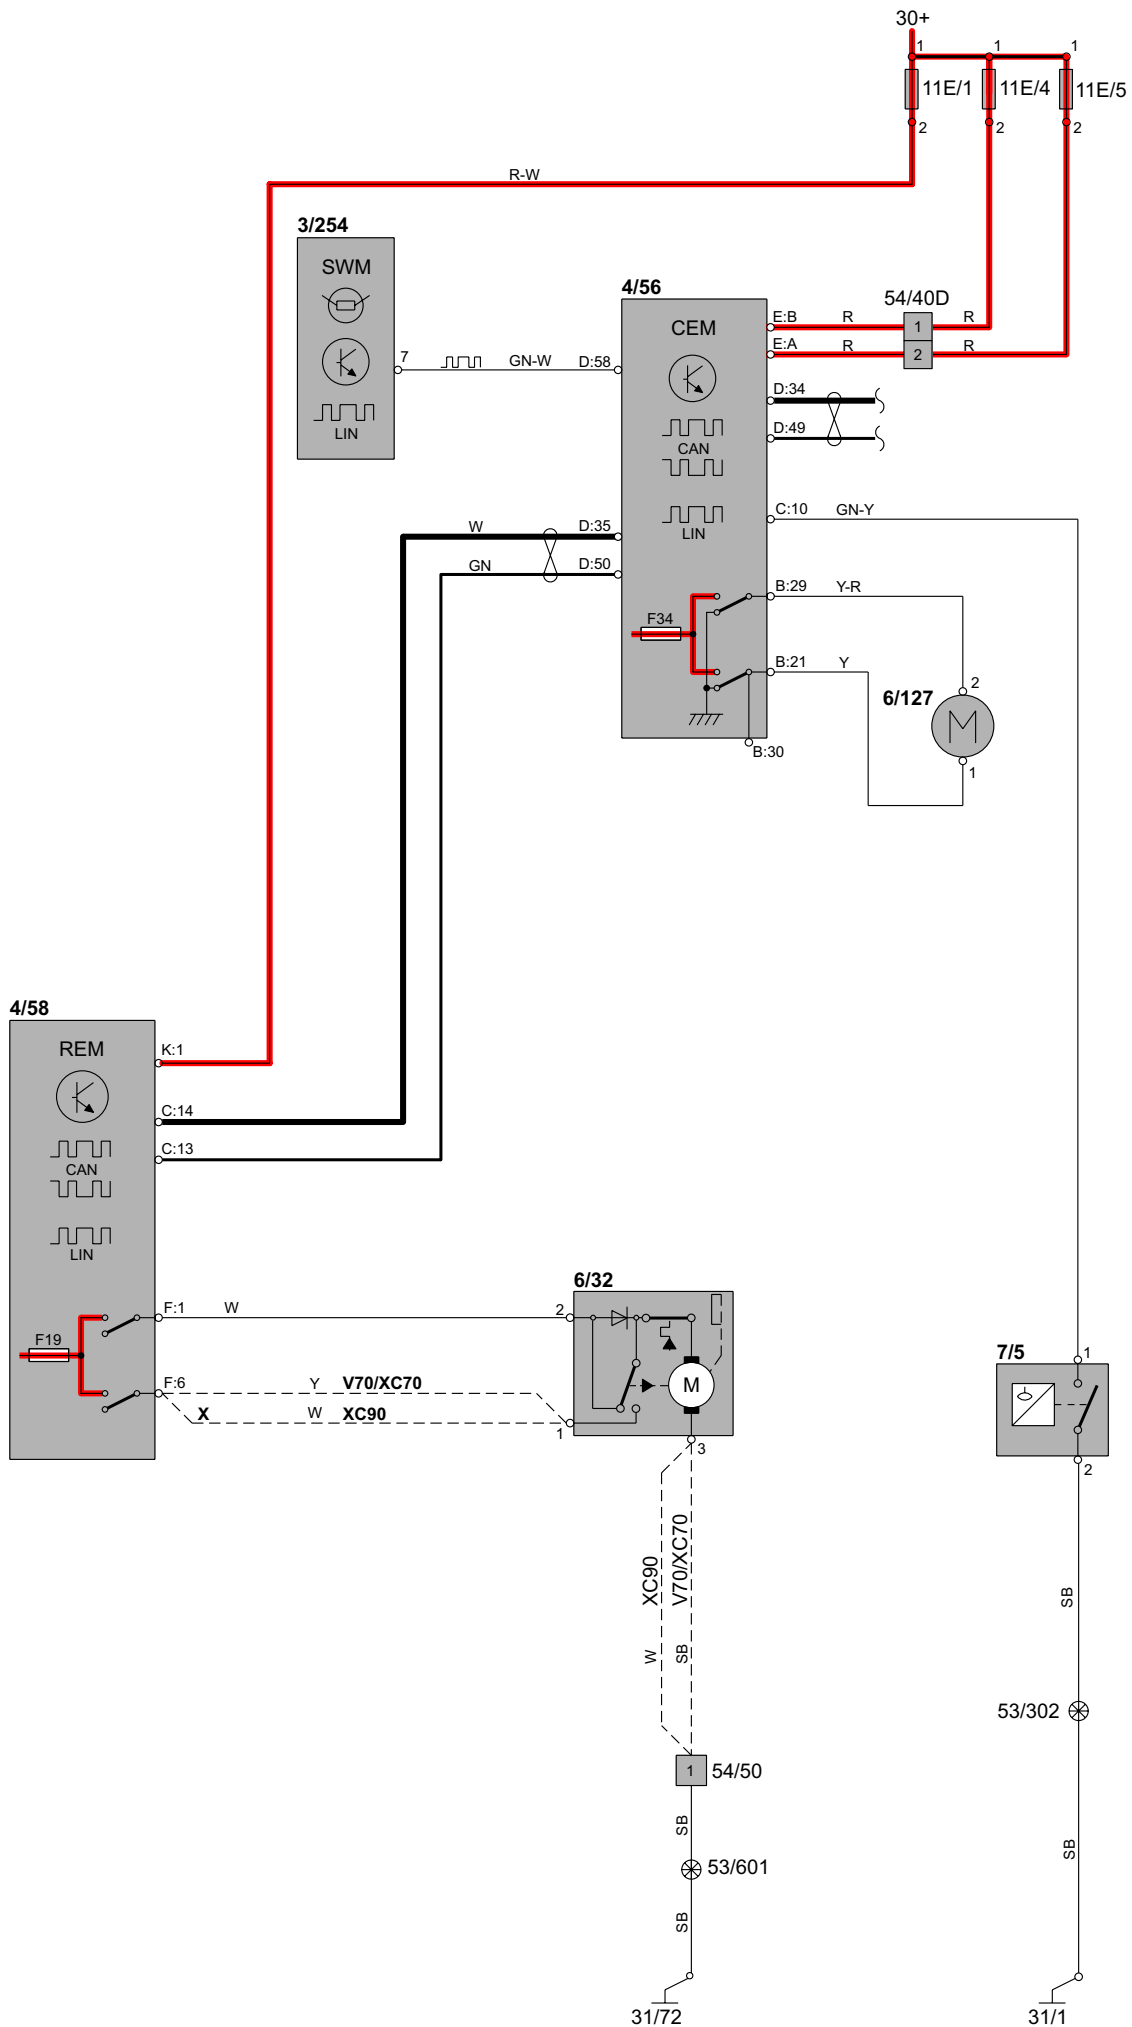 30+
1
1
1
11E/1
11E/4
11E/5
2
2
2
R-W
3/254
SWM
LIN
7
GN-W
D:58
4/56
CEM
CAN
LIN
E:B
R
54/40D
1
R
E:A
R
2
R
D:34
D:49
C:10
GN-Y
W
D:35
GN
D:50
F34
B:29
Y-R
B:21
Y
B:30
6/127
2
M
1
4/58
REM
CAN
LIN
K:1
C:14
C:13
F19
F:1
W
F:6
Y
V70/XC70
X
W
XC90
6/32
2
1
M
3
XC90
V70/XC70
W
SB
1
54/50
SB
53/601
SB
31/72
7/5
1
2
SB
53/302
SB
31/1